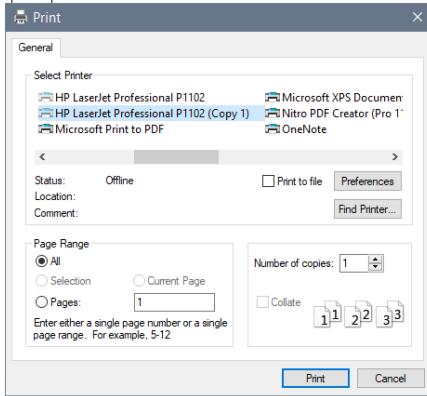 Print
General
Select Printer
HP LaserJet Professional P1102
Microsoft XPS Documen
HP LaserJet Professional P1102 (Copy 1)
Nitro PDF Creator (Pro 1
Microsoft Print to PDF
OneNote
Status: Offline
Print to file
Preferences
Location:
Comment:
Find Printer...
Page Range
All
Selection
Current Page
Pages: 1
Enter either a single page number or a single
page range. For example, 5-12
Number of copies: 1
Collate
1 1 2 2 3 3
Print
Cancel